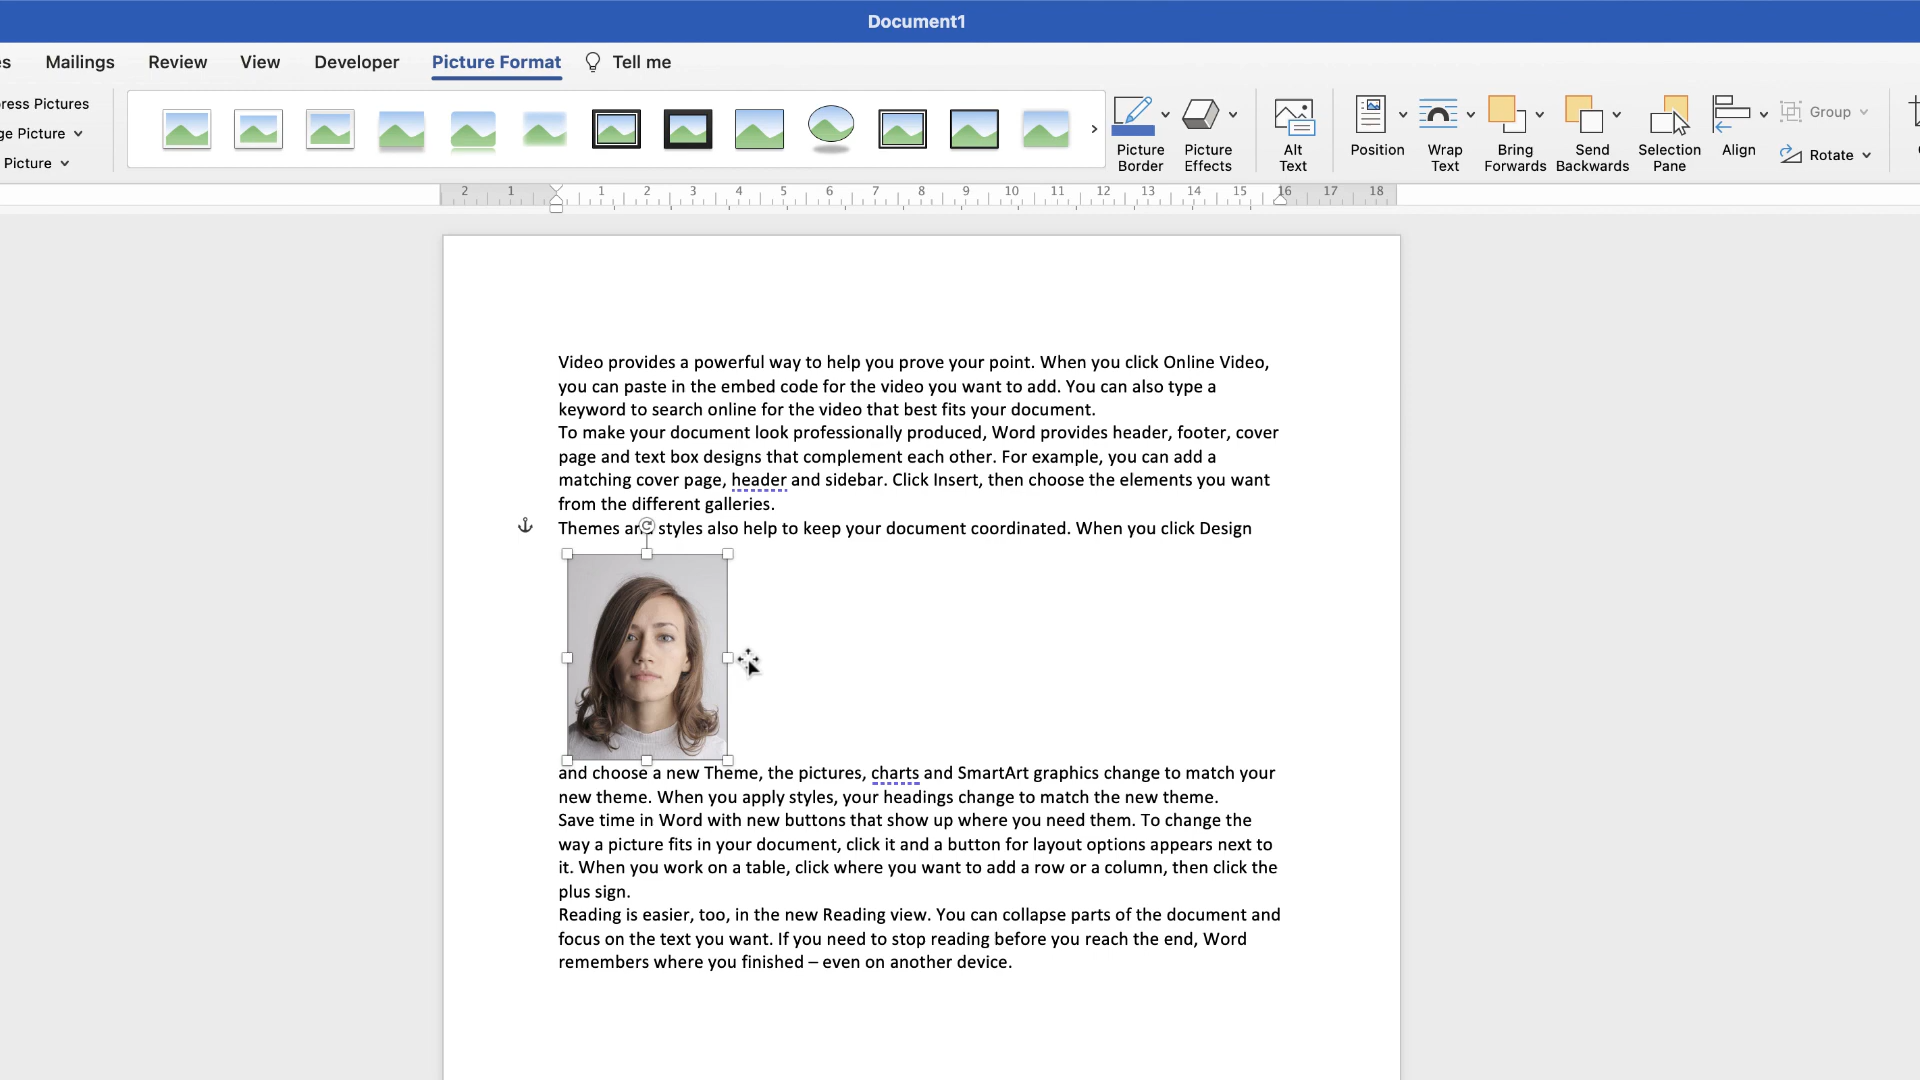 Document1
es Mailings Review View Developer Picture Format Tell me
ress Pictures
ge Picture
Picture
Picture Border
Picture Effects
Alt Text
Position
Wrap Text
Bring Forwards
Send Backwards
Selection Pane
Align
Group
Rotate
2 1 1 2 3 4 5 6 7 8 9 10 11 12 13 14 15 16 17 18
Video provides a powerful way to help you prove your point. When you click Online Video,
you can paste in the embed code for the video you want to add. You can also type a
keyword to search online for the video that best fits your document.
To make your document look professionally produced, Word provides header, footer, cover
page and text box designs that complement each other. For example, you can add a
matching cover page, header and sidebar. Click Insert, then choose the elements you want
from the different galleries.
Themes and styles also help to keep your document coordinated. When you click Design
and choose a new Theme, the pictures, charts and SmartArt graphics change to match your
new theme. When you apply styles, your headings change to match the new theme.
Save time in Word with new buttons that show up where you need them. To change the
way a picture fits in your document, click it and a button for layout options appears next to
it. When you work on a table, click where you want to add a row or a column, then click the
plus sign.
Reading is easier, too, in the new Reading view. You can collapse parts of the document and
focus on the text you want. If you need to stop reading before you reach the end, Word
remembers where you finished – even on another device.